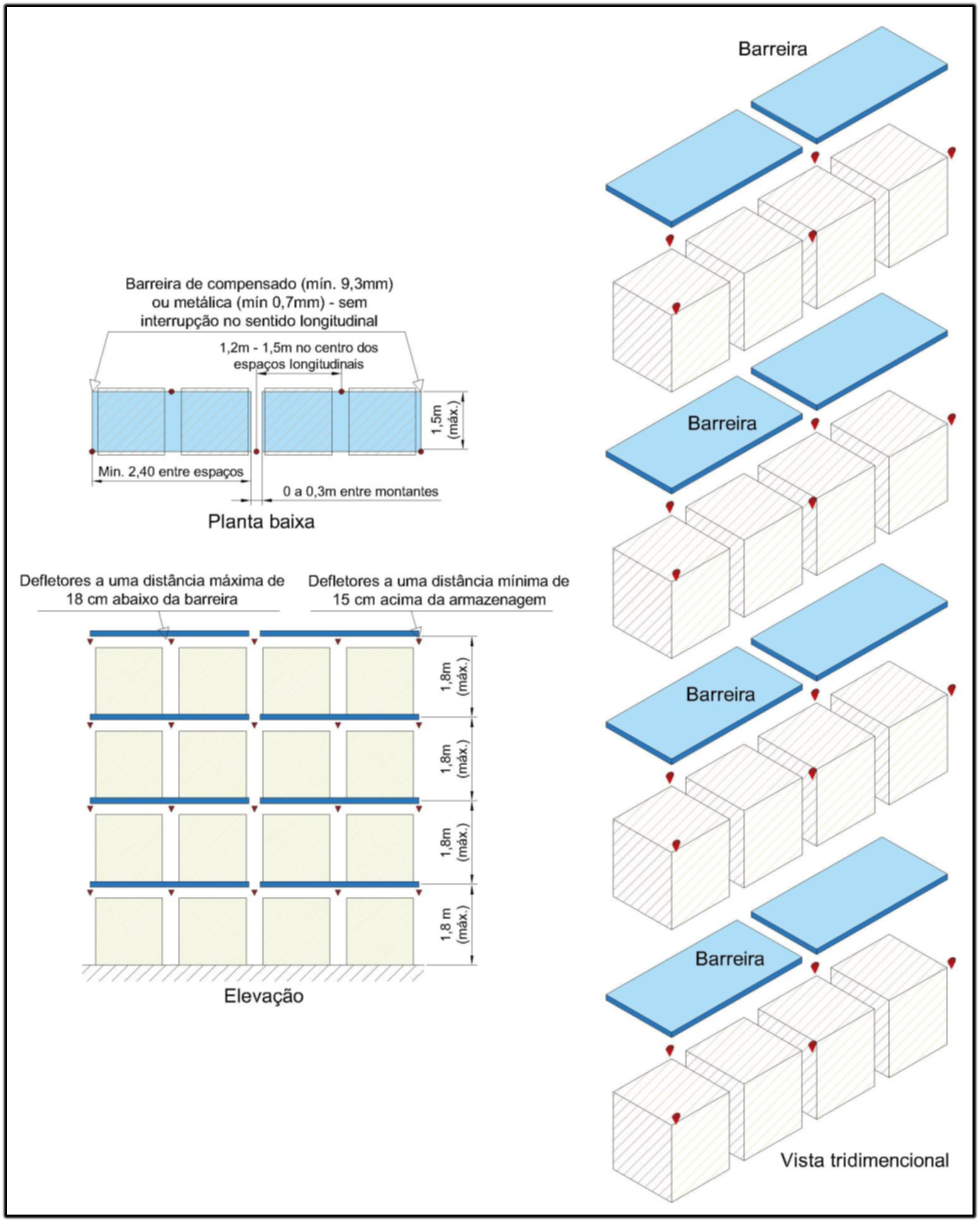 Barreira
Barreira de compensado (mín. 9,3mm)
ou metálica (mín 0,7mm) - sem
interrupção no sentido longitudinal
1,2m - 1,5m no centro dos
espaços longitudinais
1,5m
(máx.)
Min. 2,40 entre espaços
0 a 0,3m entre montantes
Planta baixa
Defletores a uma distância máxima de
18 cm abaixo da barreira
Defletores a uma distância mínima de
15 cm acima da armazenagem
1,8m
(máx.)
1,8m
(máx.)
1,8m
(máx.)
1,8 m
(máx.)
Elevação
Barreira
Barreira
Barreira
Vista tridimencional